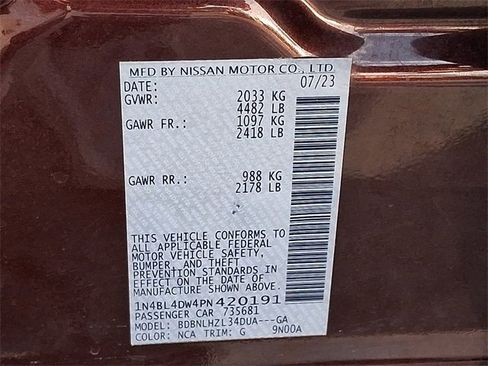 MFD BY NISSAN MOTOR CO., LTD.
DATE: 07/23
GVWR: 2033 KG
4482 LB
GAWR FR.: 1097 KG
2418 LB
GAWR RR.: 988 KG
2178 LB
THIS VEHICLE CONFORMS TO
ALL APPLICABLE FEDERAL
MOTOR VEHICLE SAFETY,
BUMPER, AND THEFT
PREVENTION STANDARDS IN
EFFECT ON THE DATE OF
MANUFACTURE SHOWN ABOVE.
1N4BL4DW4PN420191
PASSENGER CAR 735681
MODEL: BDBNLHZL34DUA---GA
COLOR: NCA TRIM: G 9N00A